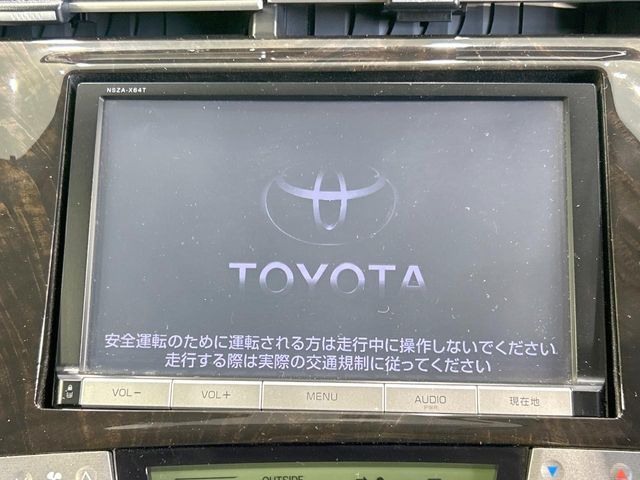 NSZA-X64T
TOYOTA
安全運転のために運転される方は走行中に操作しないでください
走行する際は実際の交通規制に従ってください
VOL−
VOL+
MENU
AUDIO
現在地
OUTSIDE